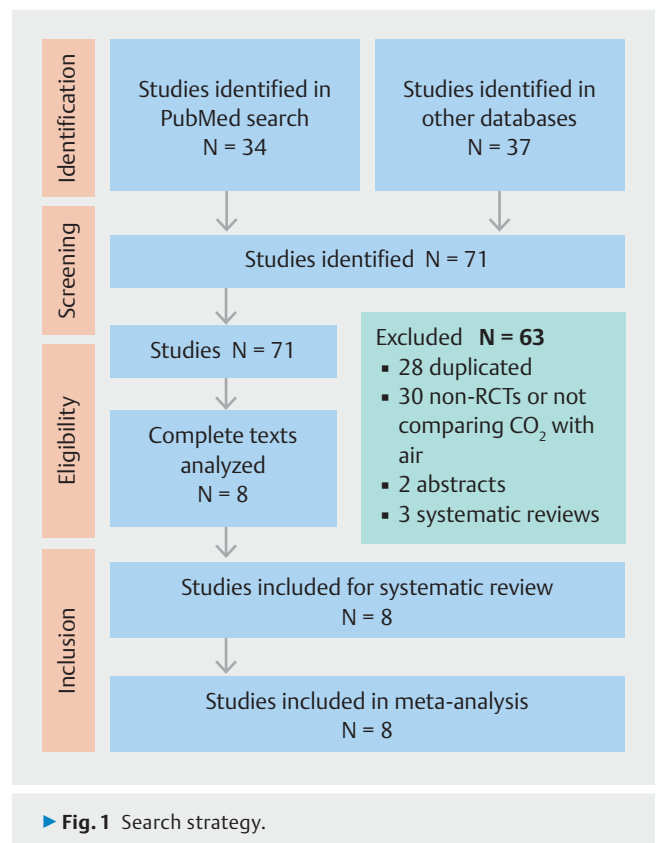 Identification
Studies identified in
PubMed search
N = 34
Studies identified in
other databases
N = 37
Screening
Studies identified N = 71
Eligibility
Studies N = 71
Excluded N = 63
▪ 28 duplicated
▪ 30 non-RCTs or not
comparing CO₂ with
air
▪ 2 abstracts
▪ 3 systematic reviews
Complete texts
analyzed
N = 8
Inclusion
Studies included for systematic review
N = 8
Studies included in meta-analysis
N = 8
▶ Fig. 1 Search strategy.